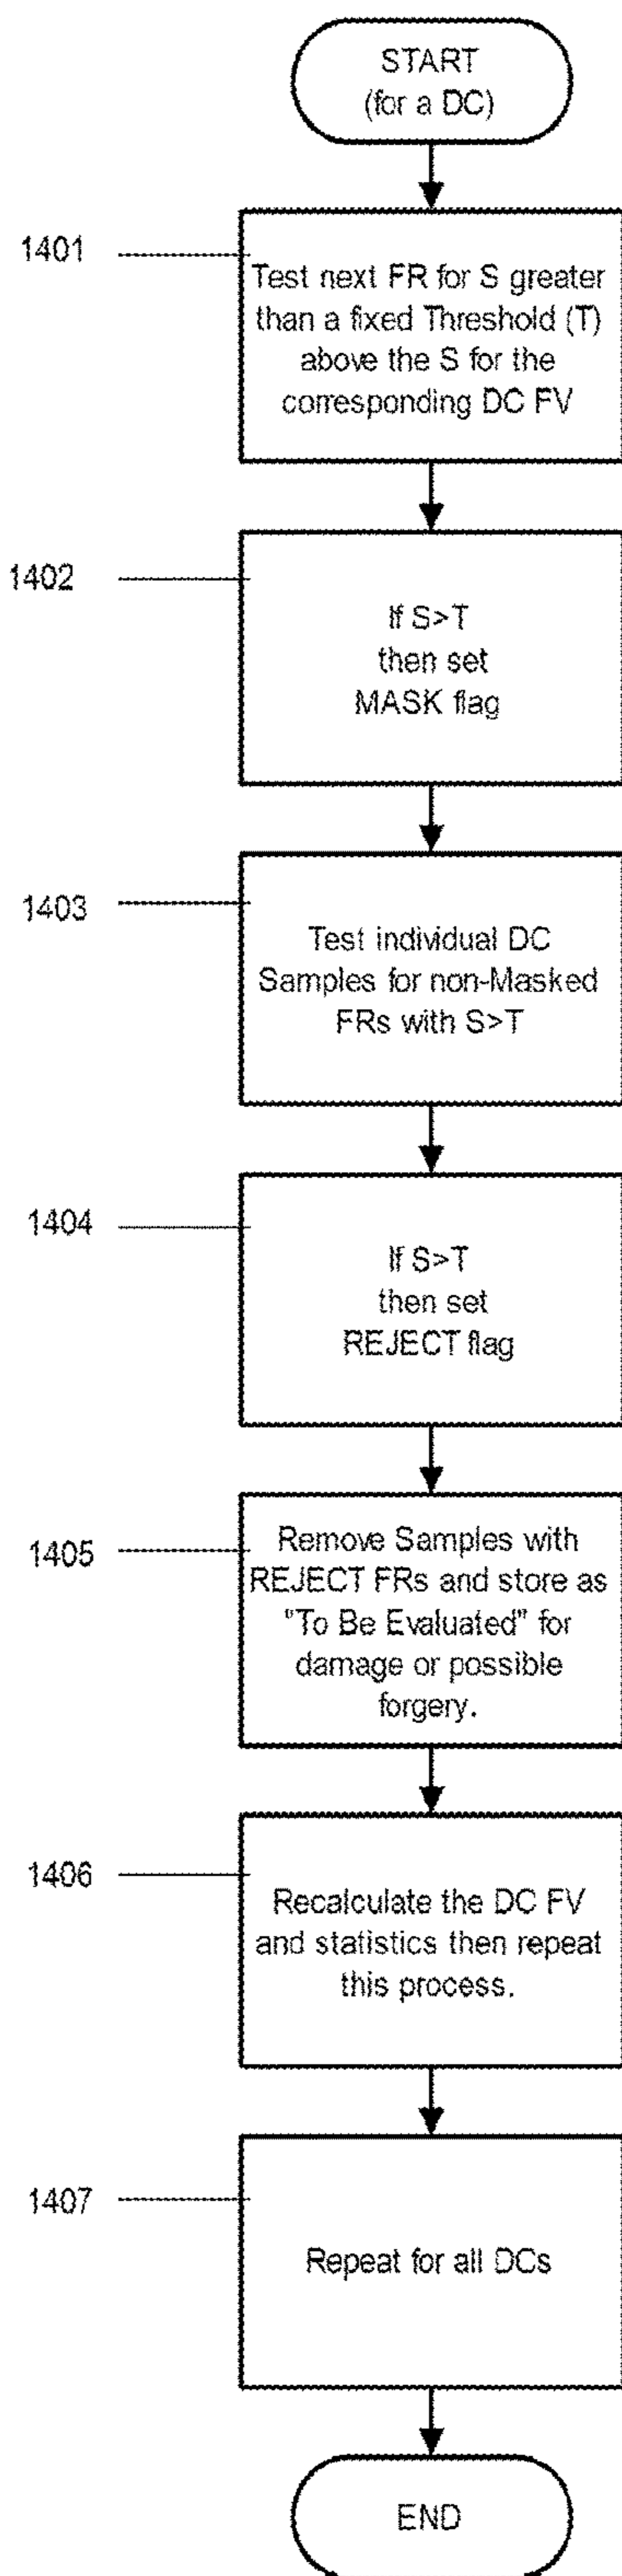 START
(for a DC)
1401
Test next FR for S greater
than a fixed Threshold (T)
above the S for the
corresponding DC FV
1402
If S>T
then set
MASK flag
1403
Test individual DC
Samples for non-Masked
FRs with S>T
1404
If S>T
then set
REJECT flag
1405
Remove Samples with
REJECT FRs and store as
"To Be Evaluated" for
damage or possible
forgery.
1406
Recalculate the DC FV
and statistics then repeat
this process.
1407
Repeat for all DCs
END